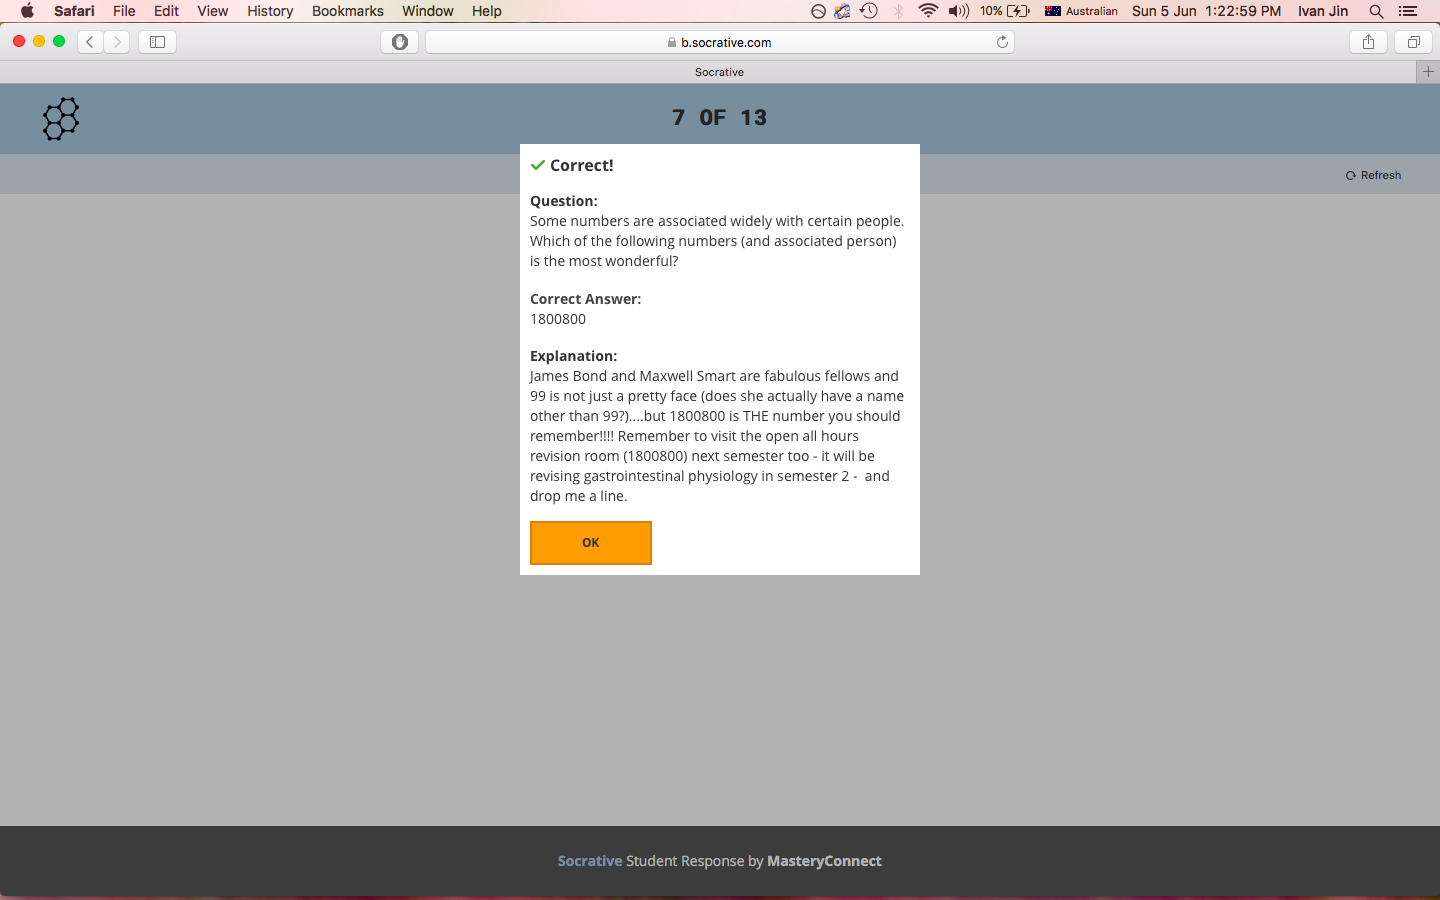 Safari File Edit View History Bookmarks Window Help 10% Australian Sun 5 Jun 1:22:59 PM Ivan Jin
b.socrative.com
Socrative
7 OF 13
Refresh
Correct!
Question:
Some numbers are associated widely with certain people.
Which of the following numbers (and associated person)
is the most wonderful?
Correct Answer:
1800800
Explanation:
James Bond and Maxwell Smart are fabulous fellows and
99 is not just a pretty face (does she actually have a name
other than 99?)....but 1800800 is THE number you should
remember!!!! Remember to visit the open all hours
revision room (1800800) next semester too - it will be
revising gastrointestinal physiology in semester 2 -  and
drop me a line.
OK
Socrative Student Response by MasteryConnect